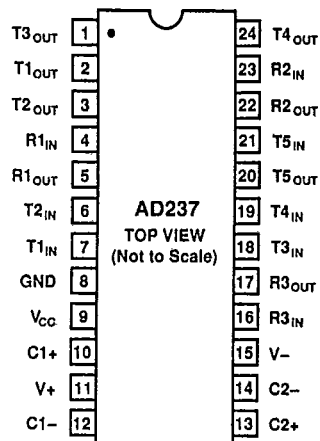 T3OUT 1
T1OUT 2
T2OUT 3
R1IN 4
R1OUT 5
T2IN 6
T1IN 7
GND 8
VCC 9
C1+ 10
V+ 11
C1− 12
AD237
TOP VIEW
(Not to Scale)
24 T4OUT
23 R2IN
22 R2OUT
21 T5IN
20 T5OUT
19 T4IN
18 T3IN
17 R3OUT
16 R3IN
15 V−
14 C2−
13 C2+